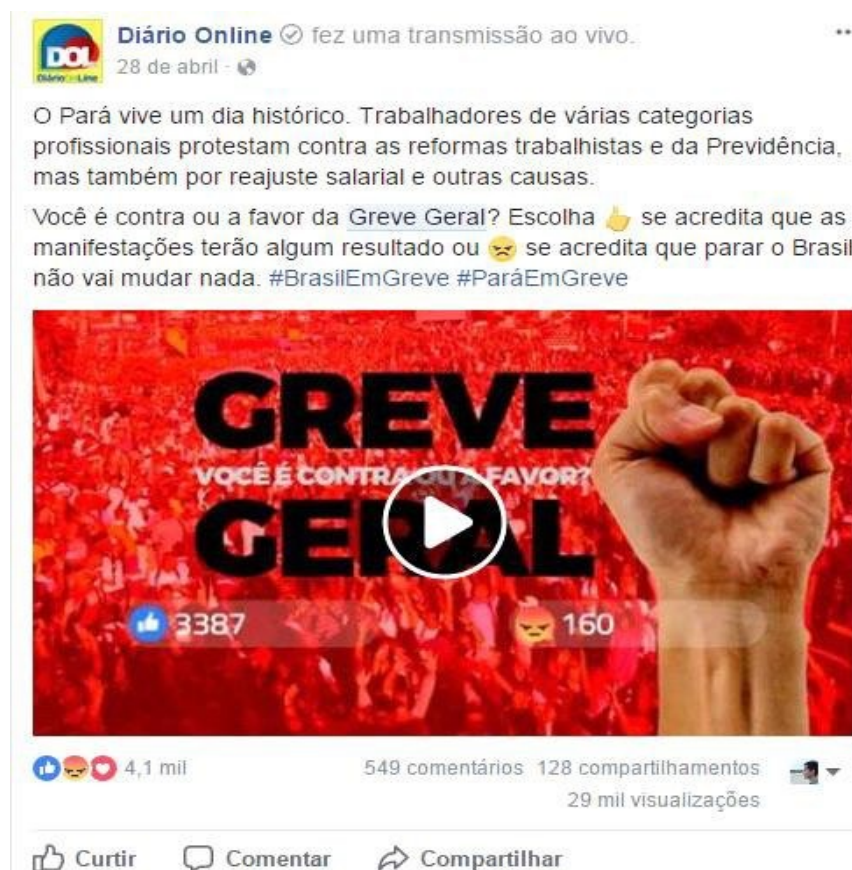 DOL
DiárioOnLine
Diário Online fez uma transmissão ao vivo.
28 de abril ·
O Pará vive um dia histórico. Trabalhadores de várias categorias
profissionais protestam contra as reformas trabalhistas e da Previdência,
mas também por reajuste salarial e outras causas.
Você é contra ou a favor da Greve Geral? Escolha 👍 se acredita que as
manifestações terão algum resultado ou 😠 se acredita que parar o Brasil
não vai mudar nada. #BrasilEmGreve #ParáEmGreve
GREVE
VOCÊ É CONTRA OU A FAVOR?
GERAL
3387 160
4,1 mil 549 comentários 128 compartilhamentos
29 mil visualizações
Curtir Comentar Compartilhar